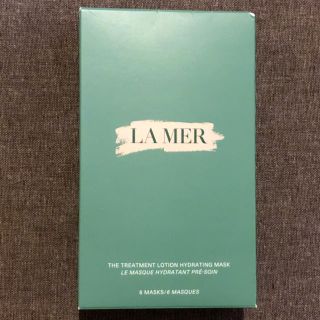 LA MER
THE TREATMENT LOTION HYDRATING MASK
LE MASQUE HYDRATANT PRÉ-SOIN
6 MASKS/6 MASQUES